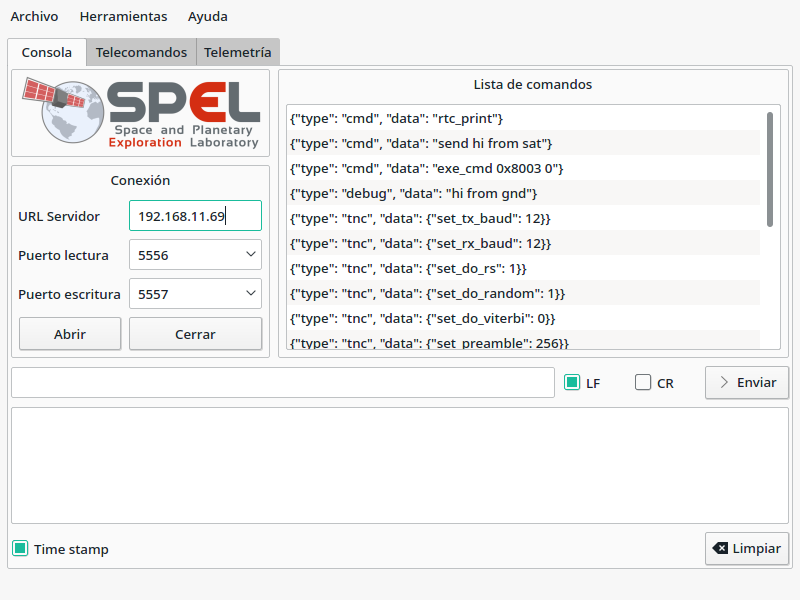 Archivo Herramientas Ayuda
Consola Telecomandos Telemetría
SPEL
Space and Planetary
Exploration Laboratory
Conexión
URL Servidor 192.168.11.69
Puerto lectura 5556
Puerto escritura 5557
Abrir Cerrar
Lista de comandos
{"type": "cmd", "data": "rtc_print"}
{"type": "cmd", "data": "send hi from sat"}
{"type": "cmd", "data": "exe_cmd 0x8003 0"}
{"type": "debug", "data": "hi from gnd"}
{"type": "tnc", "data": {"set_tx_baud": 12}}
{"type": "tnc", "data": {"set_rx_baud": 12}}
{"type": "tnc", "data": {"set_do_rs": 1}}
{"type": "tnc", "data": {"set_do_random": 1}}
{"type": "tnc", "data": {"set_do_viterbi": 0}}
{"type": "tnc", "data": {"set_preamble": 256}}
LF CR Enviar
Time stamp Limpiar